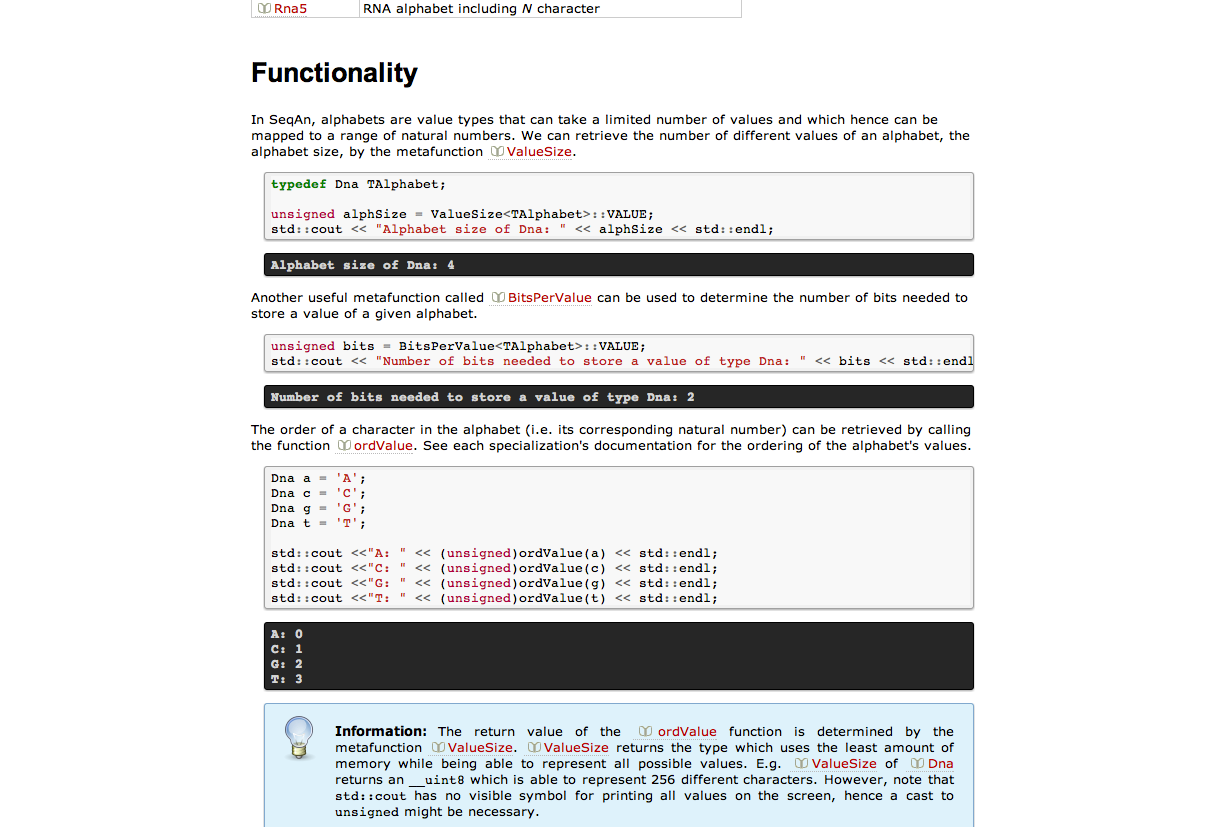 Rna5 RNA alphabet including N character
Functionality
In SeqAn, alphabets are value types that can take a limited number of values and which hence can be
mapped to a range of natural numbers. We can retrieve the number of different values of an alphabet, the
alphabet size, by the metafunction ValueSize.
typedef Dna TAlphabet;
unsigned alphSize = ValueSize<TAlphabet>::VALUE;
std::cout << "Alphabet size of Dna: " << alphSize << std::endl;
Alphabet size of Dna: 4
Another useful metafunction called BitsPerValue can be used to determine the number of bits needed to
store a value of a given alphabet.
unsigned bits = BitsPerValue<TAlphabet>::VALUE;
std::cout << "Number of bits needed to store a value of type Dna: " << bits << std::endl
Number of bits needed to store a value of type Dna: 2
The order of a character in the alphabet (i.e. its corresponding natural number) can be retrieved by calling
the function ordValue. See each specialization's documentation for the ordering of the alphabet's values.
Dna a = 'A';
Dna c = 'C';
Dna g = 'G';
Dna t = 'T';
std::cout <<"A: " << (unsigned)ordValue(a) << std::endl;
std::cout <<"C: " << (unsigned)ordValue(c) << std::endl;
std::cout <<"G: " << (unsigned)ordValue(g) << std::endl;
std::cout <<"T: " << (unsigned)ordValue(t) << std::endl;
A: 0
C: 1
G: 2
T: 3
Information: The return value of the ordValue function is determined by the
metafunction ValueSize. ValueSize returns the type which uses the least amount of
memory while being able to represent all possible values. E.g. ValueSize of Dna
returns an __uint8 which is able to represent 256 different characters. However, note that
std::cout has no visible symbol for printing all values on the screen, hence a cast to
unsigned might be necessary.